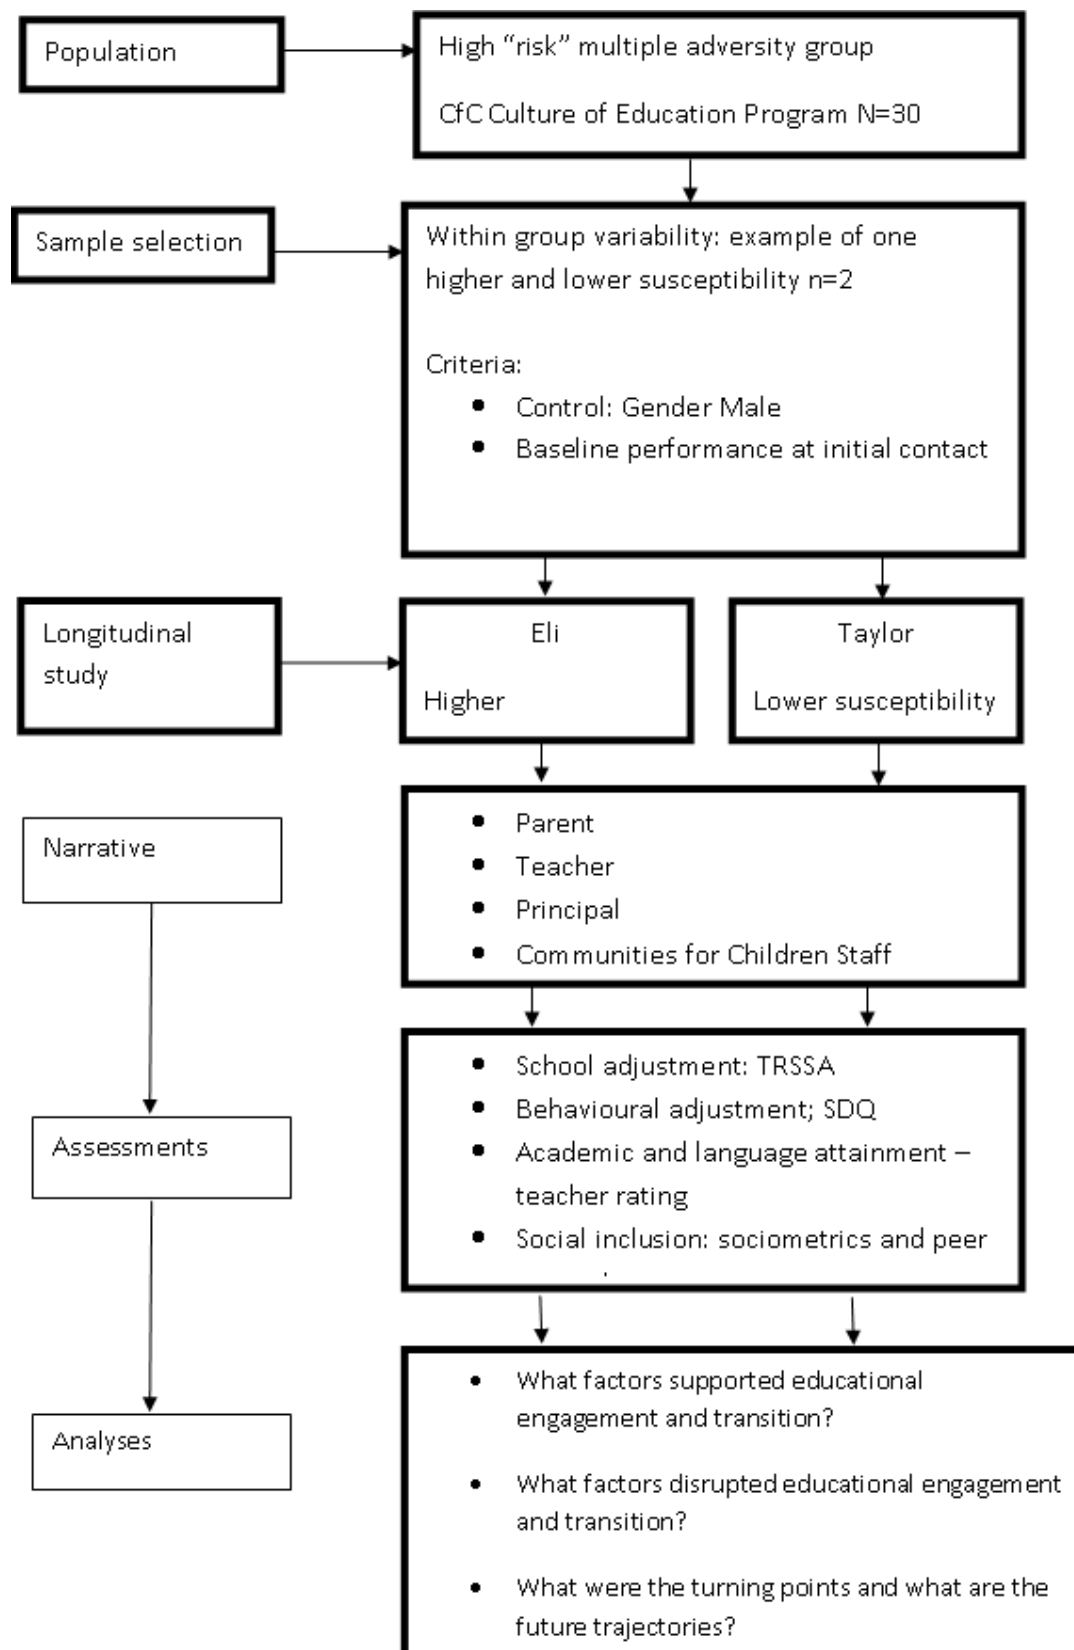 Population
High “risk” multiple adversity group
CfC Culture of Education Program N=30
Sample selection
Within group variability: example of one
higher and lower susceptibility n=2
Criteria:
● Control: Gender Male
● Baseline performance at initial contact
Longitudinal
study
Eli
Higher
Taylor
Lower susceptibility
Narrative
● Parent
● Teacher
● Principal
● Communities for Children Staff
Assessments
● School adjustment: TRSSA
● Behavioural adjustment; SDQ
● Academic and language attainment –
teacher rating
● Social inclusion: sociometrics and peer
Analyses
• What factors supported educational
engagement and transition?
• What factors disrupted educational engagement
and transition?
• What were the turning points and what are the
future trajectories?